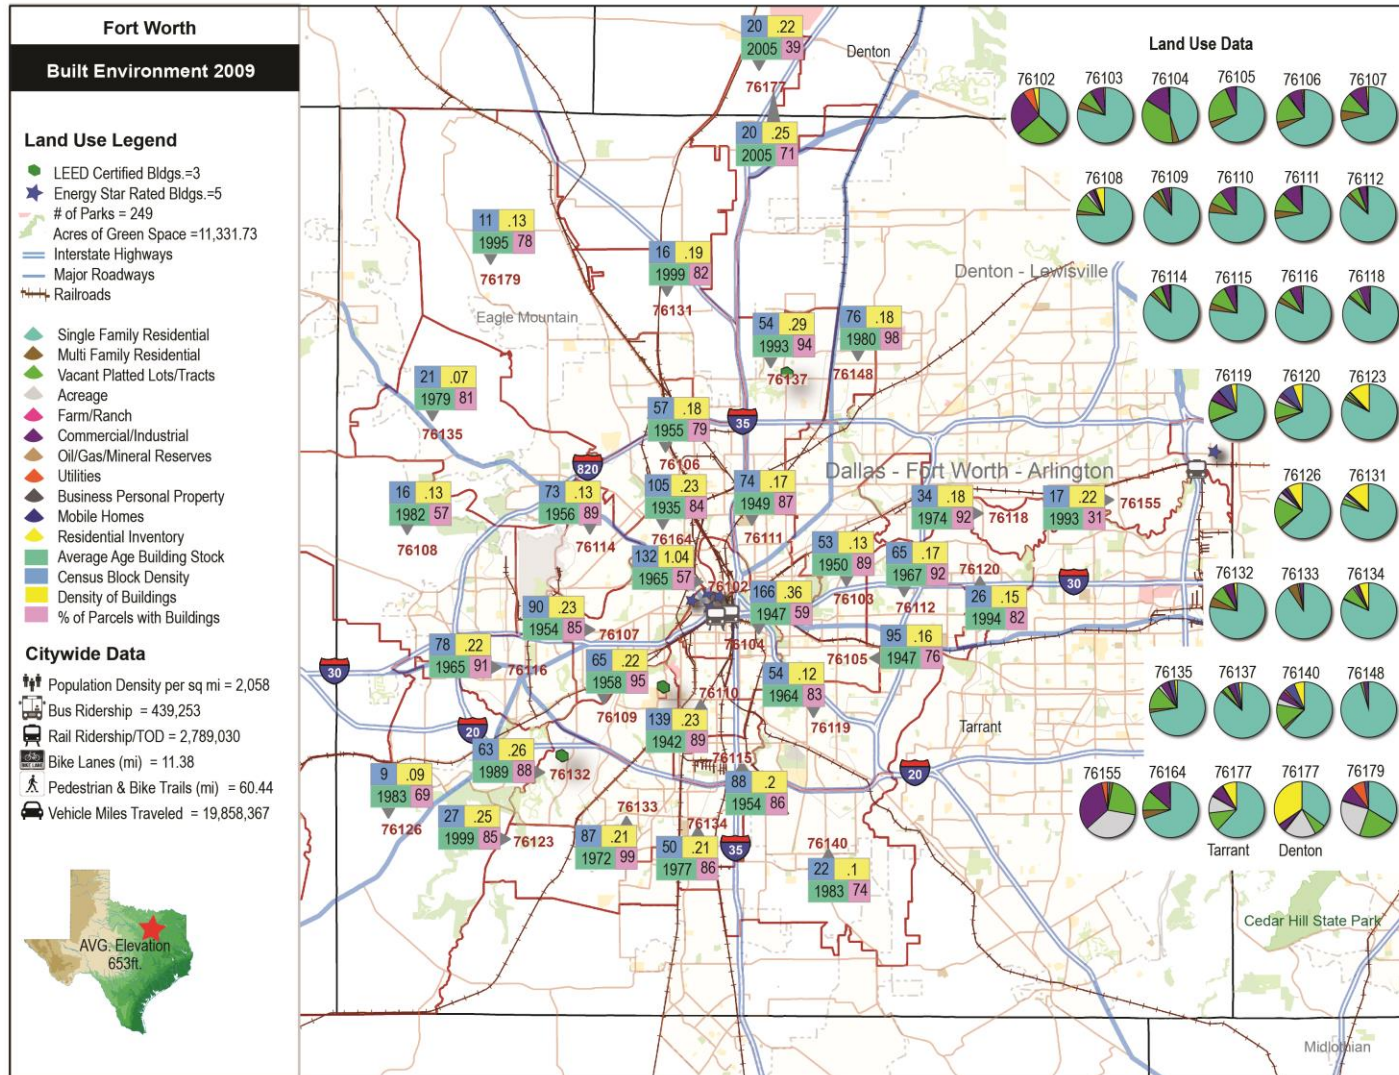 Fort Worth
Built Environment 2009
Land Use Legend
LEED Certified Bldgs.=3
Energy Star Rated Bldgs.=5
# of Parks = 249
Acres of Green Space =11,331.73
Interstate Highways
Major Roadways
Railroads
Single Family Residential
Multi Family Residential
Vacant Platted Lots/Tracts
Acreage
Farm/Ranch
Commercial/Industrial
Oil/Gas/Mineral Reserves
Utilities
Business Personal Property
Mobile Homes
Residential Inventory
Average Age Building Stock
Census Block Density
Density of Buildings
% of Parcels with Buildings
Citywide Data
Population Density per sq mi = 2,058
Bus Ridership = 439,253
Rail Ridership/TOD = 2,789,030
BIKE LANE
Bike Lanes (mi) = 11.38
Pedestrian & Bike Trails (mi) = 60.44
Vehicle Miles Traveled = 19,858,367
AVG. Elevation
653ft.
20 .22
2005 39
76177
Denton
20 .25
2005 71
11 .13
1995 78
76179
16 .19
1999 82
76131
Eagle Mountain
Denton - Lewisville
54 .29
1993 94
76137
76 .18
1980 98
76148
21 .07
1979 81
76135
57 .18
1955 79
76106
35
820
Dallas - Fort Worth - Arlington
16 .13
1982 57
76108
73 .13
1956 89
76114
105 .23
1935 84
76164
74 .17
1949 87
76111
34 .18
1974 92
76118
17 .22
1993 31
76155
132 1.04
1965 57
76102
53 .13
1950 89
76103
65 .17
1967 92
76112
76120
26 .15
1994 82
30
166 .36
1947 59
76104
90 .23
1954 85
76107
78 .22
1965 91
76116
65 .22
1958 95
76109
95 .16
1947 76
76105
54 .12
1964 83
76119
30
76110
139 .23
1942 89
Tarrant
20
63 .26
1989 88
76132
76115
88 .2
1954 86
20
9 .09
1983 69
76126
27 .25
1999 85
76123
76133
87 .21
1972 99
76134
50 .21
1977 86
35
76140
22 .1
1983 74
Cedar Hill State Park
Midlothian
Land Use Data
76102 76103 76104 76105 76106 76107
76108 76109 76110 76111 76112
76114 76115 76116 76118
76119 76120 76123
76126 76131
76132 76133 76134
76135 76137 76140 76148
76155 76164 76177 76177 76179
Tarrant Denton